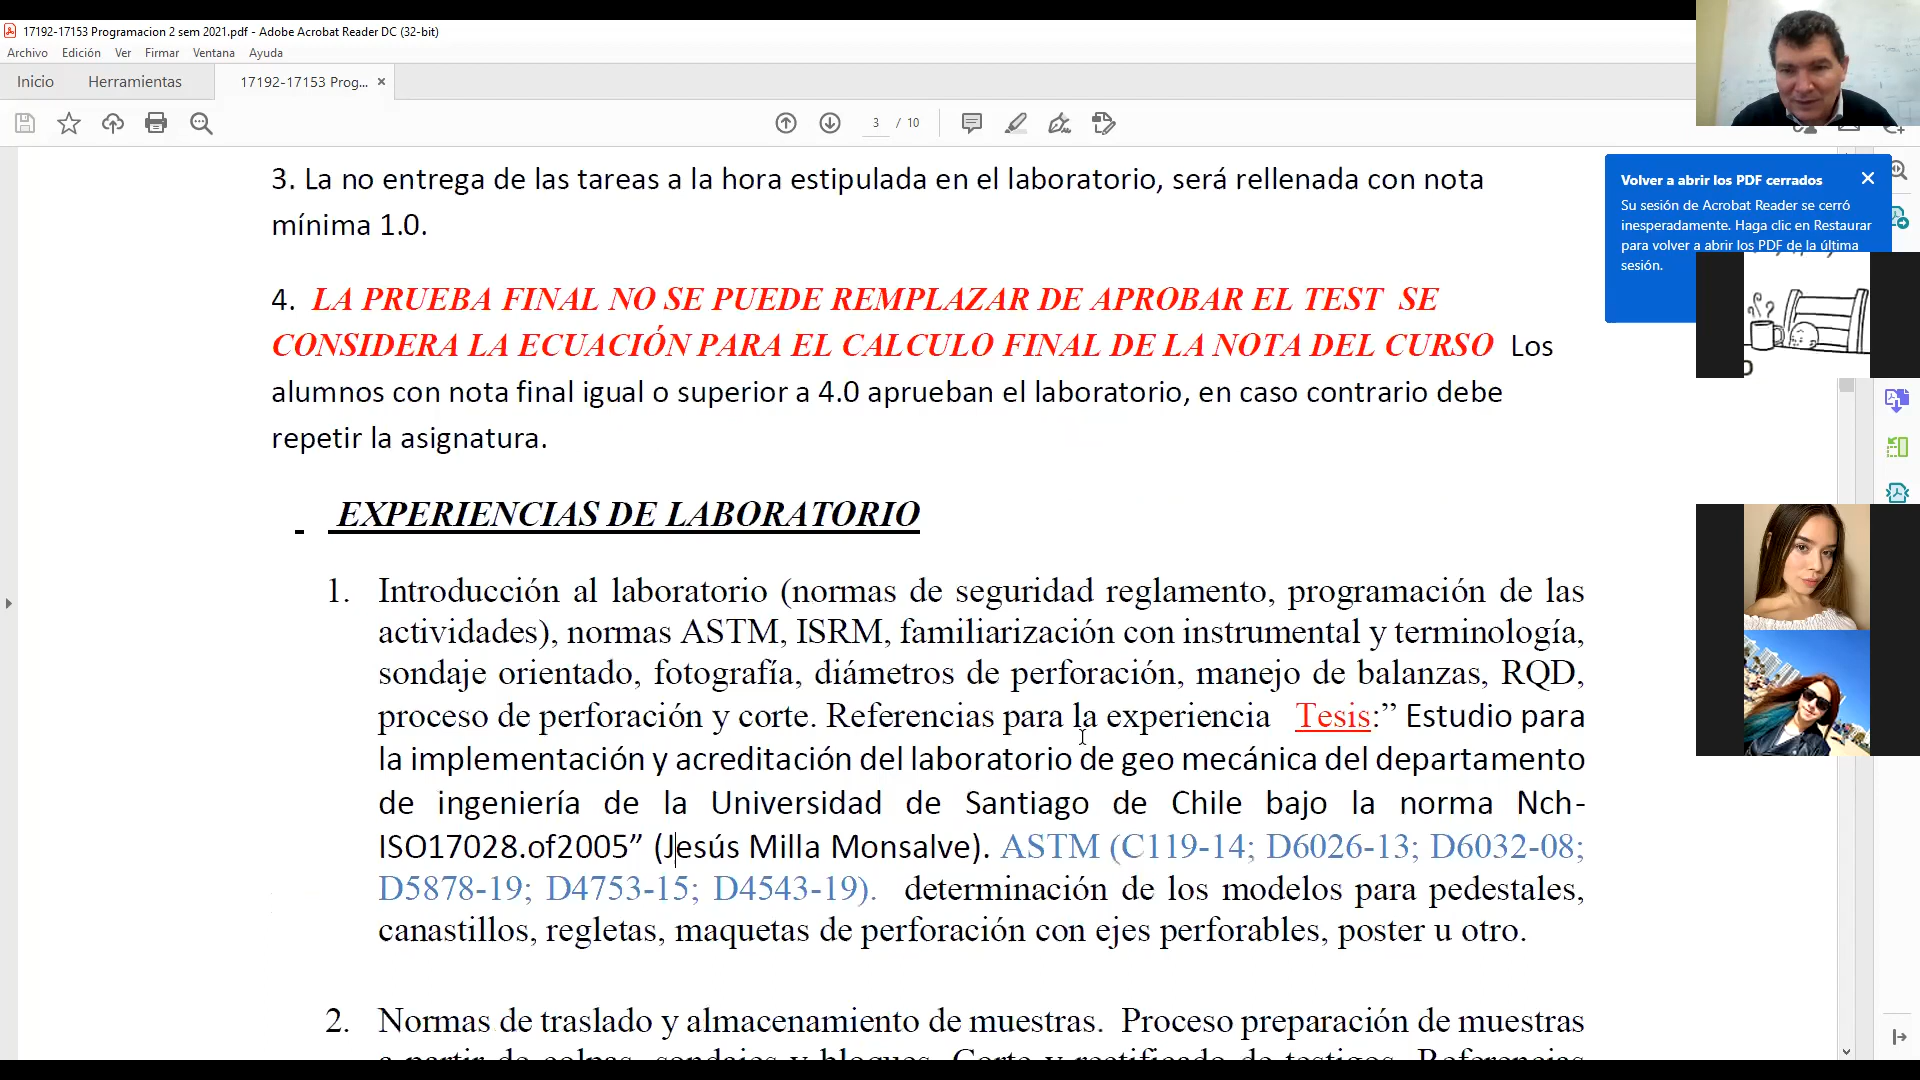 17192-17153 Programacion 2 sem 2021.pdf - Adobe Acrobat Reader DC (32-bit)
Archivo Edición Ver Firmar Ventana Ayuda
Inicio Herramientas 17192-17153 Prog... ×
3 / 10
3. La no entrega de las tareas a la hora estipulada en el laboratorio, será rellenada con nota
mínima 1.0.
4. LA PRUEBA FINAL NO SE PUEDE REMPLAZAR DE APROBAR EL TEST SE
CONSIDERA LA ECUACIÓN PARA EL CALCULO FINAL DE LA NOTA DEL CURSO Los
alumnos con nota final igual o superior a 4.0 aprueban el laboratorio, en caso contrario debe
repetir la asignatura.
EXPERIENCIAS DE LABORATORIO
1. Introducción al laboratorio (normas de seguridad reglamento, programación de las
actividades), normas ASTM, ISRM, familiarización con instrumental y terminología,
sondaje orientado, fotografía, diámetros de perforación, manejo de balanzas, RQD,
proceso de perforación y corte. Referencias para la experiencia Tesis:” Estudio para
la implementación y acreditación del laboratorio de geo mecánica del departamento
de ingeniería de la Universidad de Santiago de Chile bajo la norma Nch-
ISO17028.of2005” (Jesús Milla Monsalve). ASTM (C119-14; D6026-13; D6032-08;
D5878-19; D4753-15; D4543-19). determinación de los modelos para pedestales,
canastillos, regletas, maquetas de perforación con ejes perforables, poster u otro.
2. Normas de traslado y almacenamiento de muestras. Proceso preparación de muestras
a partir de colpas, sondajes y bloques. Corte y rectificado de testigos. Referencias
Volver a abrir los PDF cerrados
Su sesión de Acrobat Reader se cerró
inesperadamente. Haga clic en Restaurar
para volver a abrir los PDF de la última
sesión.